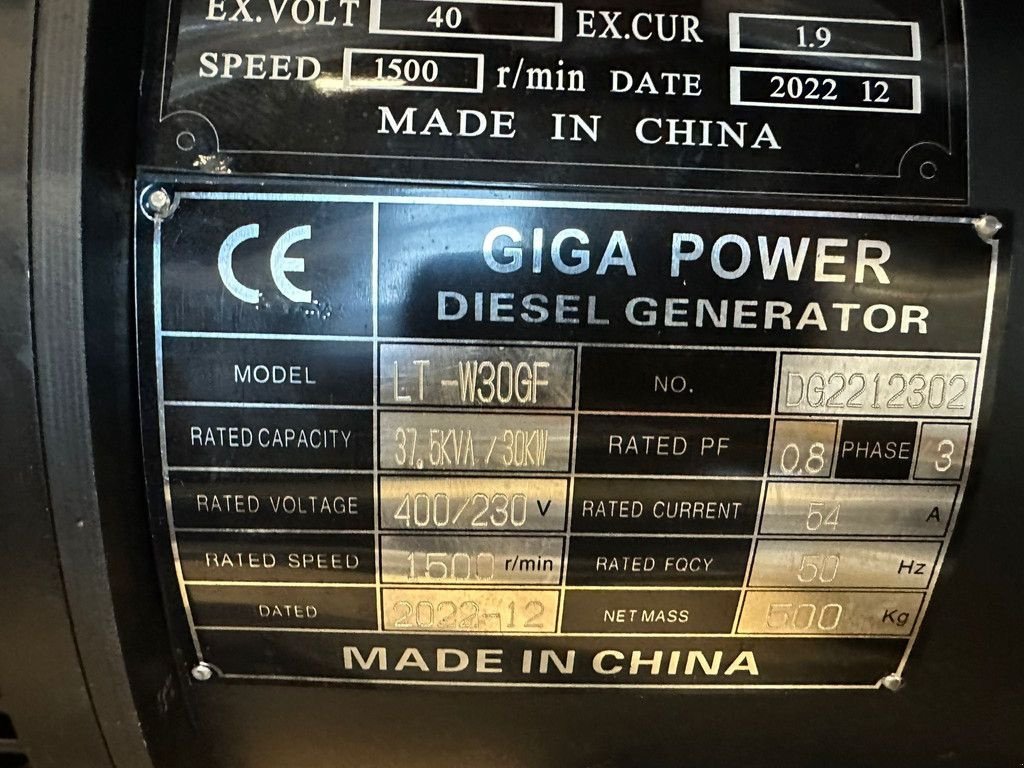 EX.VOLT 40 EX.CUR 1.9
SPEED 1500 r/min DATE 2022 12
MADE IN CHINA
CE GIGA POWER
DIESEL GENERATOR
MODEL LT-W30GF NO. DG2212302
RATED CAPACITY 37,5KVA/30KW RATED PF 0.8 PHASE 3
RATED VOLTAGE 400/230 V RATED CURRENT 54 A
RATED SPEED 1500 r/min RATED FQCY 50 Hz
DATED 2022-12 NET MASS 500 Kg
MADE IN CHINA